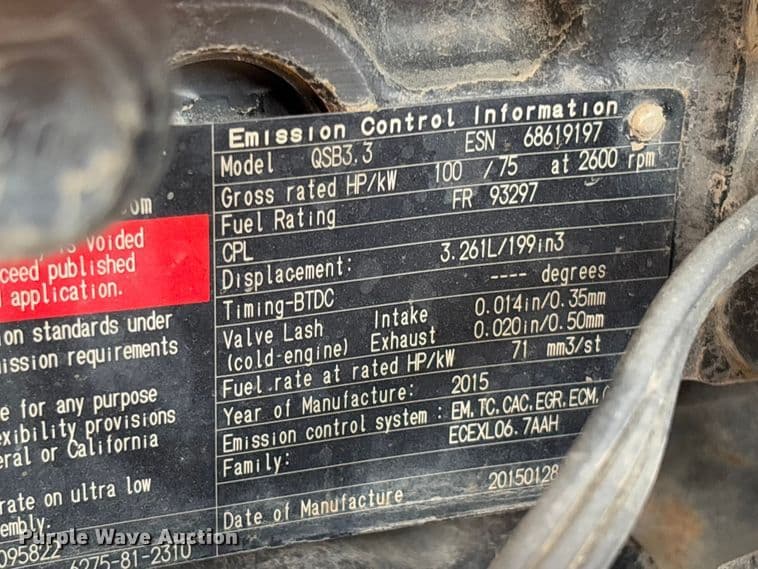 Emission Control Information
Model QSB3.3 ESN 68619197
Gross rated HP/kW 100 / 75 at 2600 rpm
Fuel Rating FR 93297
CPL
Displacement: 3.261L/199in3
Timing-BTDC ---- degrees
Valve Lash Intake 0.014in/0.35mm
(cold-engine) Exhaust 0.020in/0.50mm
Fuel rate at rated HP/kW 71 mm3/st
Year of Manufacture: 2015
Emission control system : EM, TC, CAC, EGR, ECM,
Family: ECEXL06.7AAH
Date of Manufacture 20150128
om
is voided
ceed published
application.
on standards under
ission requirements
e for any purpose
exibility provisions
eral or California
rate on ultra low
embly:
095822 6275-81-2310
Purple Wave Auction